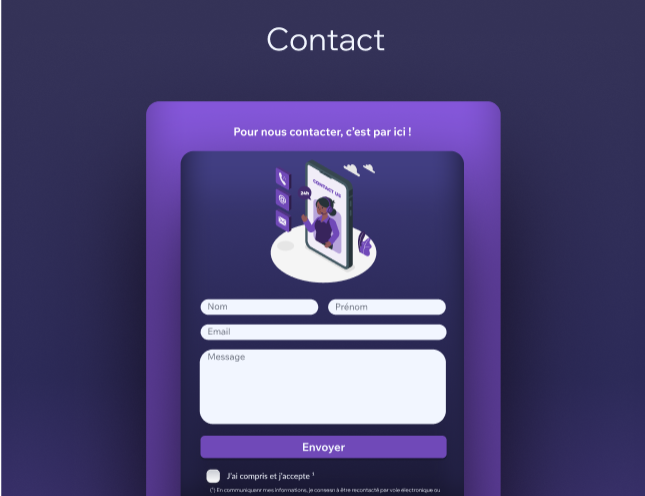 Contact
Pour nous contacter, c'est par ici !
CONTACT US
24h
Nom Prénom
Email
Message
Envoyer
J'ai compris et j'accepte ¹
(¹) En communiquant mes informations, je consens à être recontacté par voie électronique ou